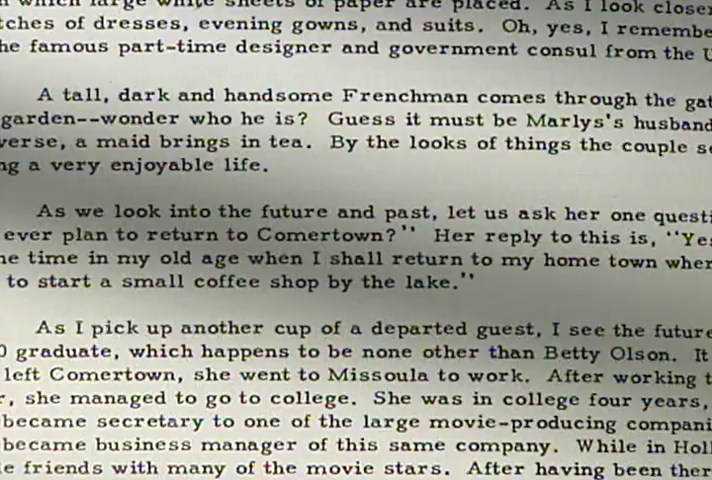 which large white sheets of paper are placed. As I look closer
tches of dresses, evening gowns, and suits. Oh, yes, I remembe
he famous part-time designer and government consul from the U
A tall, dark and handsome Frenchman comes through the gat
garden--wonder who he is? Guess it must be Marlys's husband
verse, a maid brings in tea. By the looks of things the couple se
ng a very enjoyable life.
As we look into the future and past, let us ask her one questi
ever plan to return to Comertown?" Her reply to this is, "Yes
ne time in my old age when I shall return to my home town wher
to start a small coffee shop by the lake."
As I pick up another cup of a departed guest, I see the future
0 graduate, which happens to be none other than Betty Olson. It
left Comertown, she went to Missoula to work. After working t
r, she managed to go to college. She was in college four years,
became secretary to one of the large movie-producing compani
became business manager of this same company. While in Holl
e friends with many of the movie stars. After having been ther